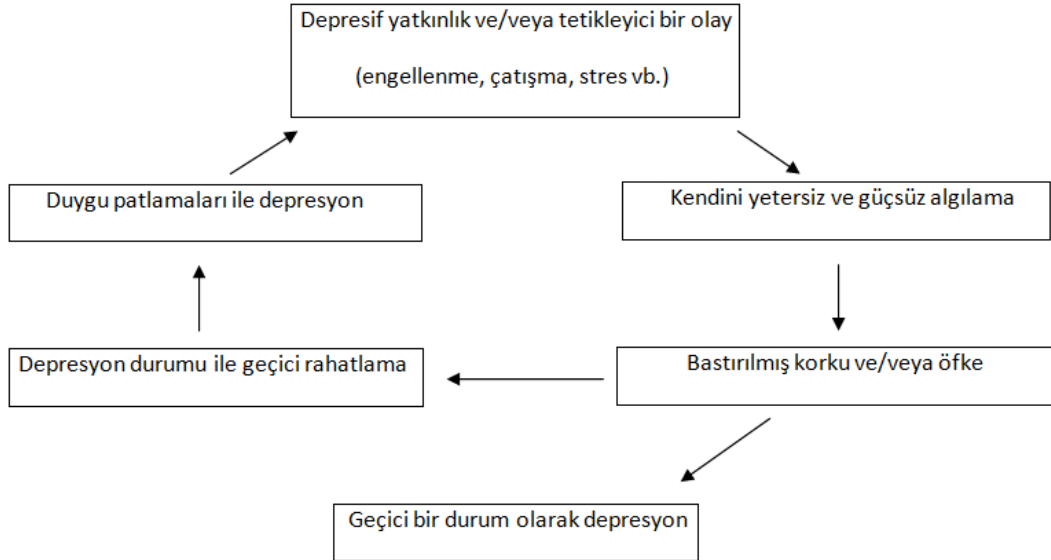 Depresif yatkınlık ve/veya tetikleyici bir olay
(engellenme, çatışma, stres vb.)
Duygu patlamaları ile depresyon
Kendini yetersiz ve güçsüz algılama
Depresyon durumu ile geçici rahatlama
Bastırılmış korku ve/veya öfke
Geçici bir durum olarak depresyon